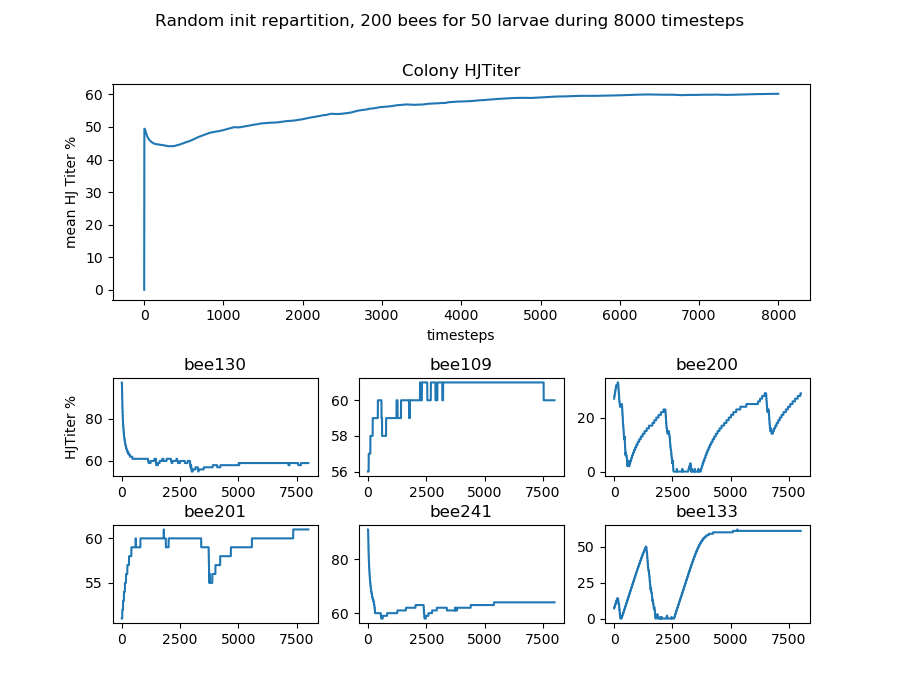 Random init repartition, 200 bees for 50 larvae during 8000 timesteps
Colony HJTiter
mean HJ Titer %
60
50
40
30
20
10
0
0 1000 2000 3000 4000 5000 6000 7000 8000
timesteps
bee130 bee109 bee200
HJTiter %
80
60
60
58
56
20
0
0 2500 5000 7500 0 2500 5000 7500 0 2500 5000 7500
bee201 bee241 bee133
60
55
80
60
50
25
0
0 2500 5000 7500 0 2500 5000 7500 0 2500 5000 7500